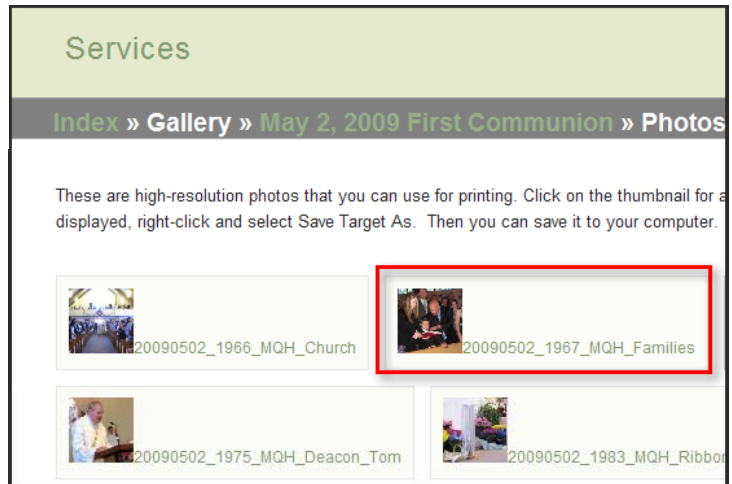 Services
Index » Gallery » May 2, 2009 First Communion » Photos
These are high-resolution photos that you can use for printing. Click on the thumbnail for a
displayed, right-click and select Save Target As. Then you can save it to your computer.
20090502_1966_MQH_Church
20090502_1967_MQH_Families
20090502_1975_MQH_Deacon_Tom
20090502_1983_MQH_Ribbon